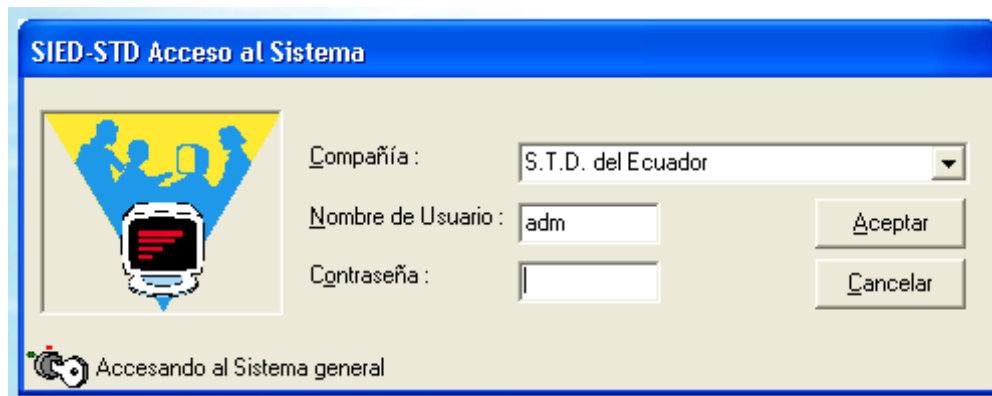 SIED-STD Acceso al Sistema
Compañía : S.T.D. del Ecuador
Nombre de Usuario : adm Aceptar
Contraseña : Cancelar
Accesando al Sistema general